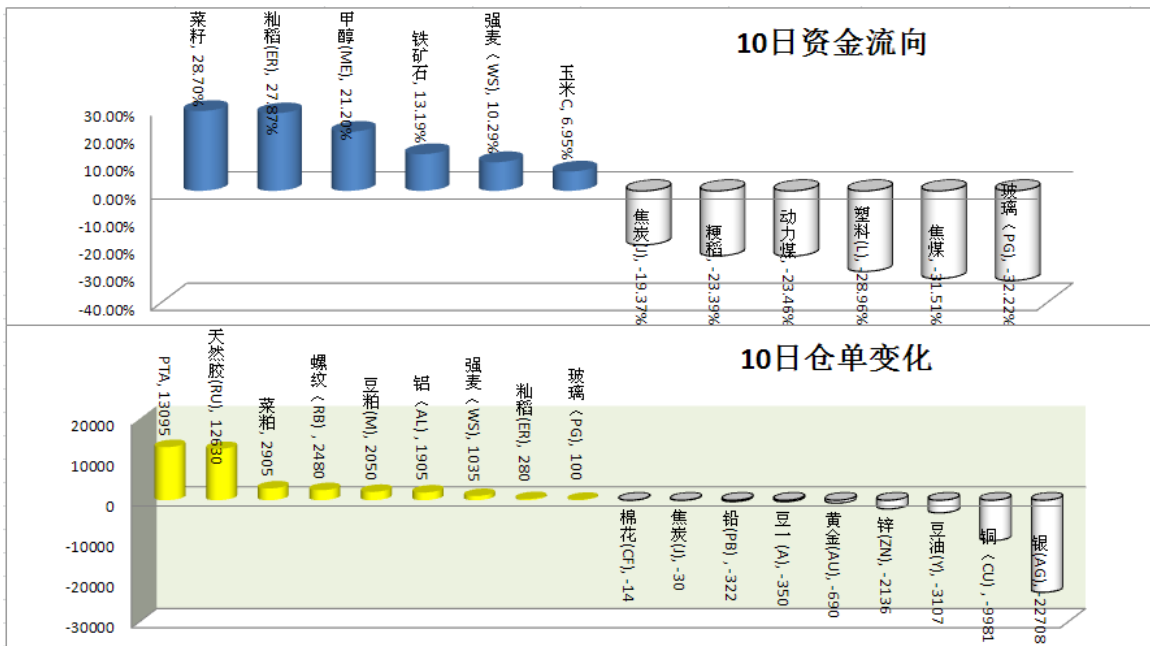 10日资金流向
菜籽, 28.70%
籼稻(ER), 27.87%
甲醇(ME), 21.20%
铁矿石, 13.19%
强麦〈WS), 10.29%
玉米C, 6.95%
焦炭(J), -19.37%
粳稻, -23.39%
动力煤, -23.46%
塑料(L), -28.96%
焦煤, -31.51%
玻璃〈PG), -32.22%
30.00%
20.00%
10.00%
0.00%
-10.00%
-20.00%
-30.00%
-40.00%
10日仓单变化
PTA, 13095
天然胶(RU), 12630
菜粕, 2905
螺纹〈RB) , 2480
豆粕(M), 2050
铝〈AL) , 1905
强麦〈WS), 1035
籼稻(ER), 280
玻璃〈PG), 100
棉花(CF), -14
焦炭(J), -30
铅(PB) , -322
豆一(A), -350
黄金(AU), -690
锌(ZN), -2136
豆油(Y), -3107
铜〈CU) , -9981
银(AG), -22708
20000
10000
0
-10000
-20000
-30000